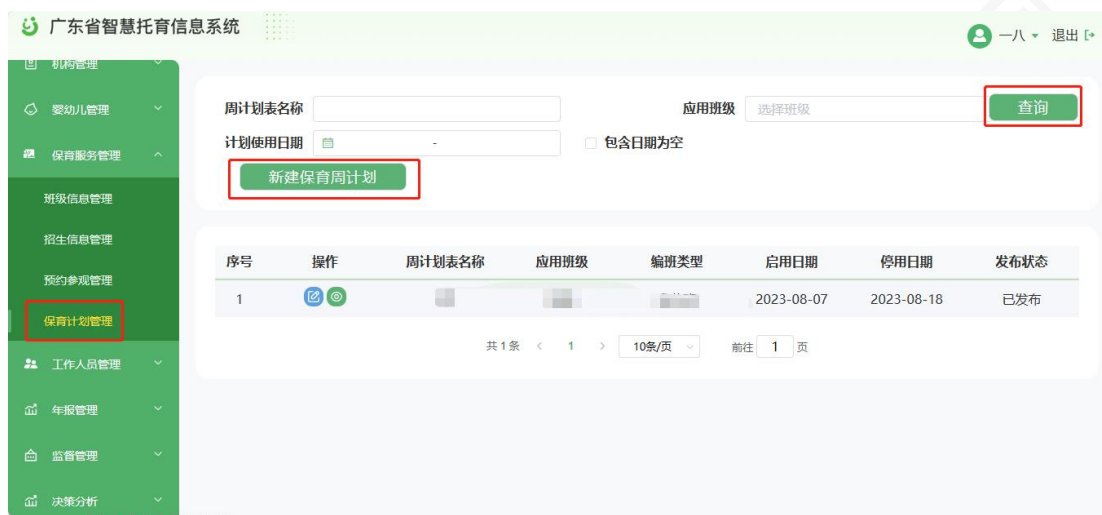 广东省智慧托育信息系统
一八 退出
机构管理
婴幼儿管理
保育服务管理
班级信息管理
招生信息管理
预约参观管理
保育计划管理
工作人员管理
年报管理
监督管理
决策分析
周计划表名称 应用班级 选择班级 查询
计划使用日期 - 包含日期为空
新建保育周计划
序号 操作 周计划表名称 应用班级 编班类型 启用日期 停用日期 发布状态
1 2023-08-07 2023-08-18 已发布
共1条 < 1 > 10条/页 前往 1 页